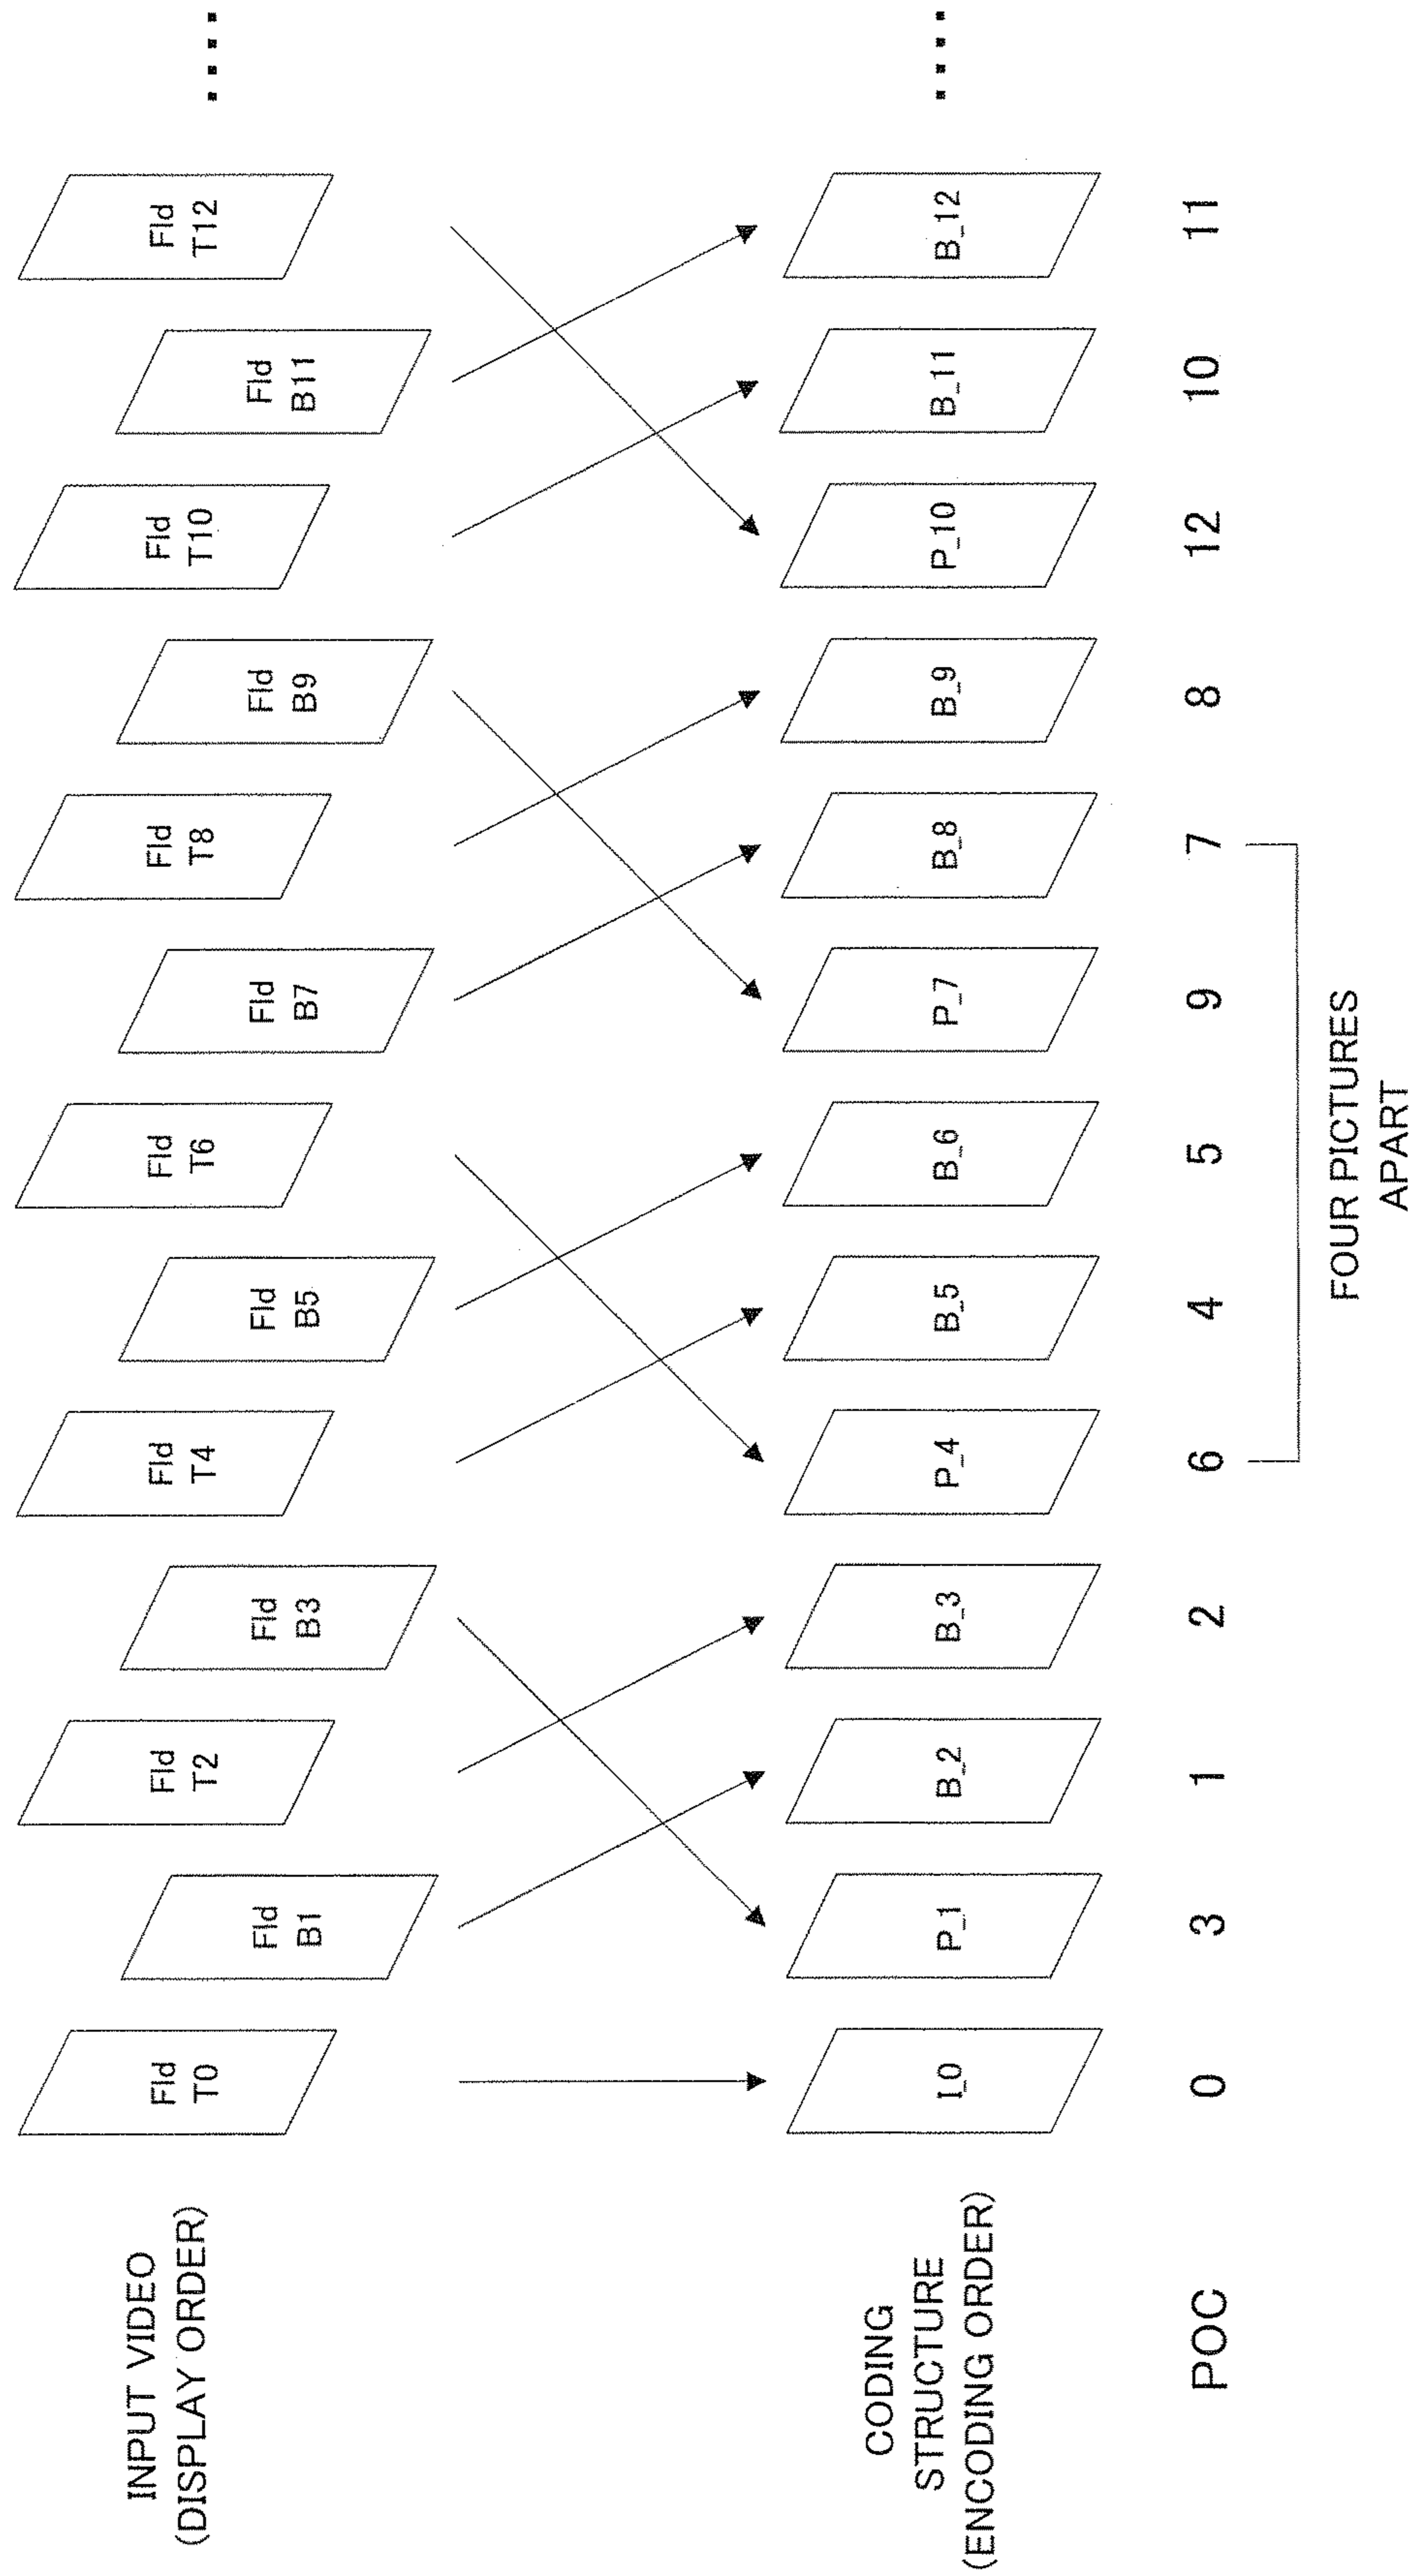 INPUT VIDEO
(DISPLAY ORDER)
Fld
T0
Fld
B1
Fld
T2
Fld
B3
Fld
T4
Fld
B5
Fld
T6
Fld
B7
Fld
T8
Fld
B9
Fld
T10
Fld
B11
Fld
T12
CODING
STRUCTURE
(ENCODING ORDER)
I_0
P_1
B_2
B_3
P_4
B_5
B_6
P_7
B_8
B_9
P_10
B_11
B_12
POC
0
3
1
2
6
4
5
9
7
8
12
10
11
FOUR PICTURES
APART